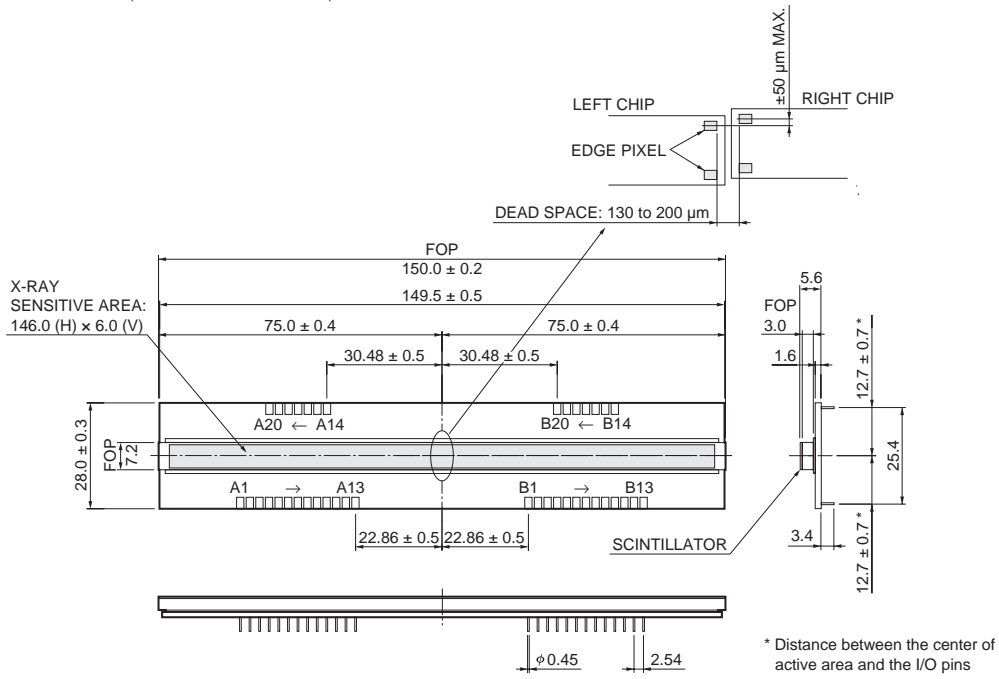 ±50 µm MAX.
LEFT CHIP
RIGHT CHIP
EDGE PIXEL
DEAD SPACE: 130 to 200 µm
FOP
150.0 ± 0.2
149.5 ± 0.5
75.0 ± 0.4
75.0 ± 0.4
30.48 ± 0.5
30.48 ± 0.5
X-RAY
SENSITIVE AREA:
146.0 (H) × 6.0 (V)
5.6
FOP
3.0
1.6
12.7 ± 0.7 *
A20 ← A14
B20 ← B14
28.0 ± 0.3
FOP
7.2
25.4
A1 → A13
B1 → B13
22.86 ± 0.5
22.86 ± 0.5
SCINTILLATOR
3.4
12.7 ± 0.7 *
ϕ0.45
2.54
* Distance between the center of
active area and the I/O pins